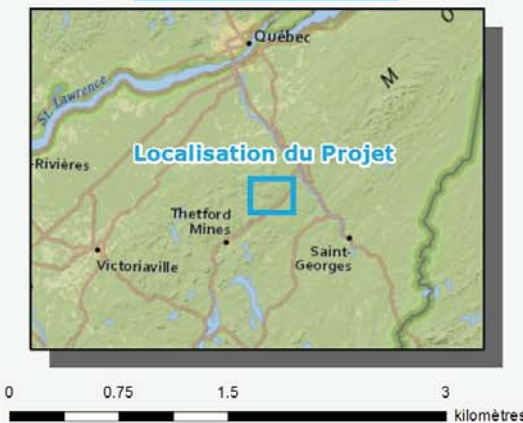 Québec
St. Lawrence
M
O
-Rivières
Localisation du Projet
Thetford
Mines
Victoriaville
Saint-
Georges
0 0.75 1.5 3
kilomètres